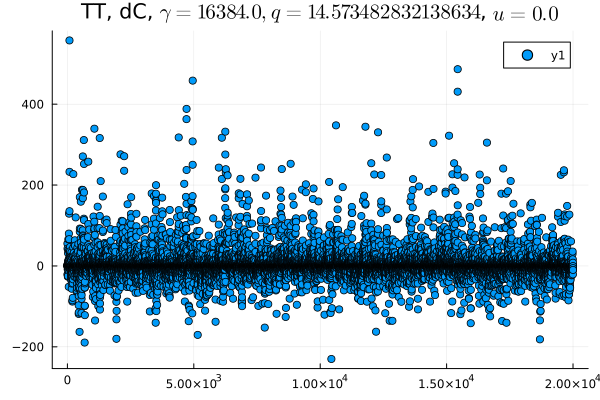 TT, dC, γ = 16384.0, q = 14.573482832138634, u = 0.0
y1
400
200
0
−200
0 5.00×10³ 1.00×10⁴ 1.50×10⁴ 2.00×10⁴